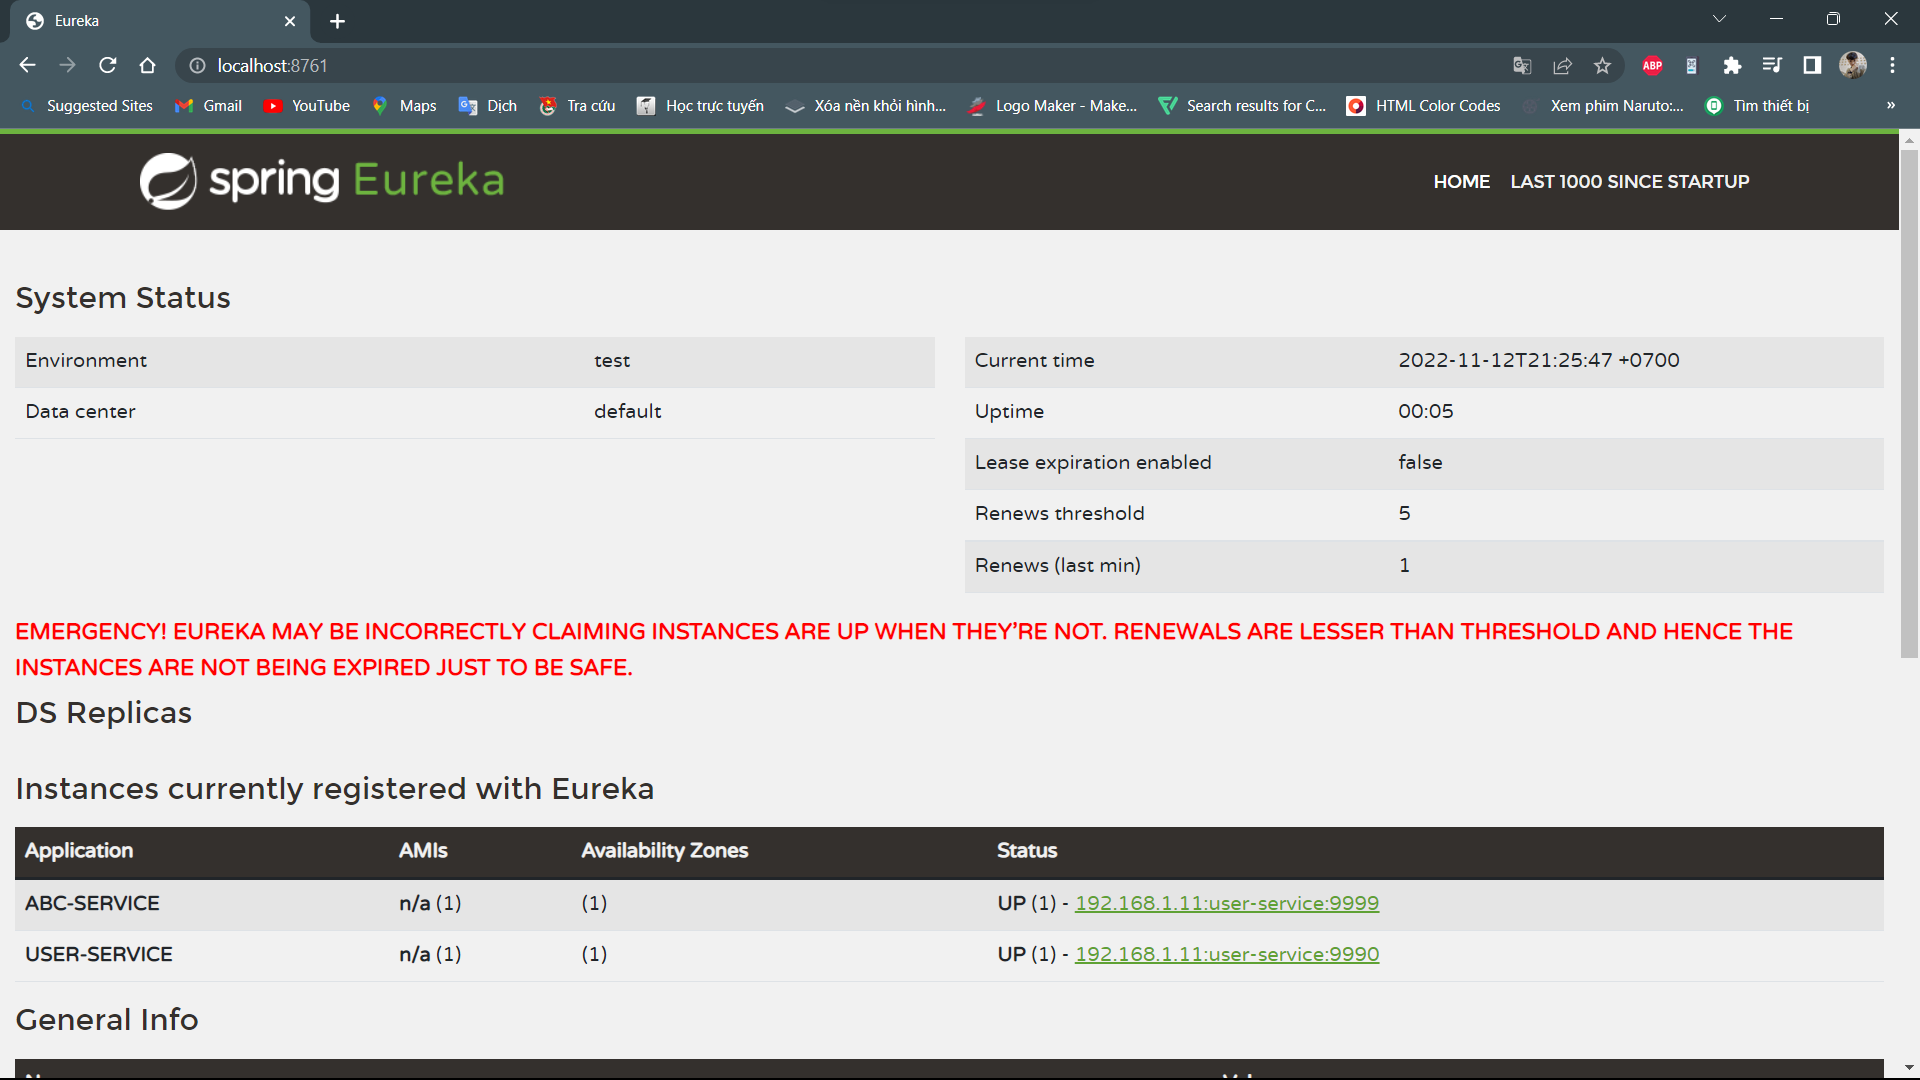 Eureka
localhost:8761
ABP
Suggested Sites Gmail YouTube Maps Dịch Tra cứu Học trực tuyến Xóa nền khỏi hình... Logo Maker - Make... Search results for C... HTML Color Codes Xem phim Naruto:... Tìm thiết bị »
spring Eureka
HOME LAST 1000 SINCE STARTUP
System Status
Environment test
Data center default
Current time 2022-11-12T21:25:47 +0700
Uptime 00:05
Lease expiration enabled false
Renews threshold 5
Renews (last min) 1
EMERGENCY! EUREKA MAY BE INCORRECTLY CLAIMING INSTANCES ARE UP WHEN THEY'RE NOT. RENEWALS ARE LESSER THAN THRESHOLD AND HENCE THE
INSTANCES ARE NOT BEING EXPIRED JUST TO BE SAFE.
DS Replicas
Instances currently registered with Eureka
Application AMIs Availability Zones Status
ABC-SERVICE n/a (1) (1) UP (1) - 192.168.1.11:user-service:9999
USER-SERVICE n/a (1) (1) UP (1) - 192.168.1.11:user-service:9990
General Info